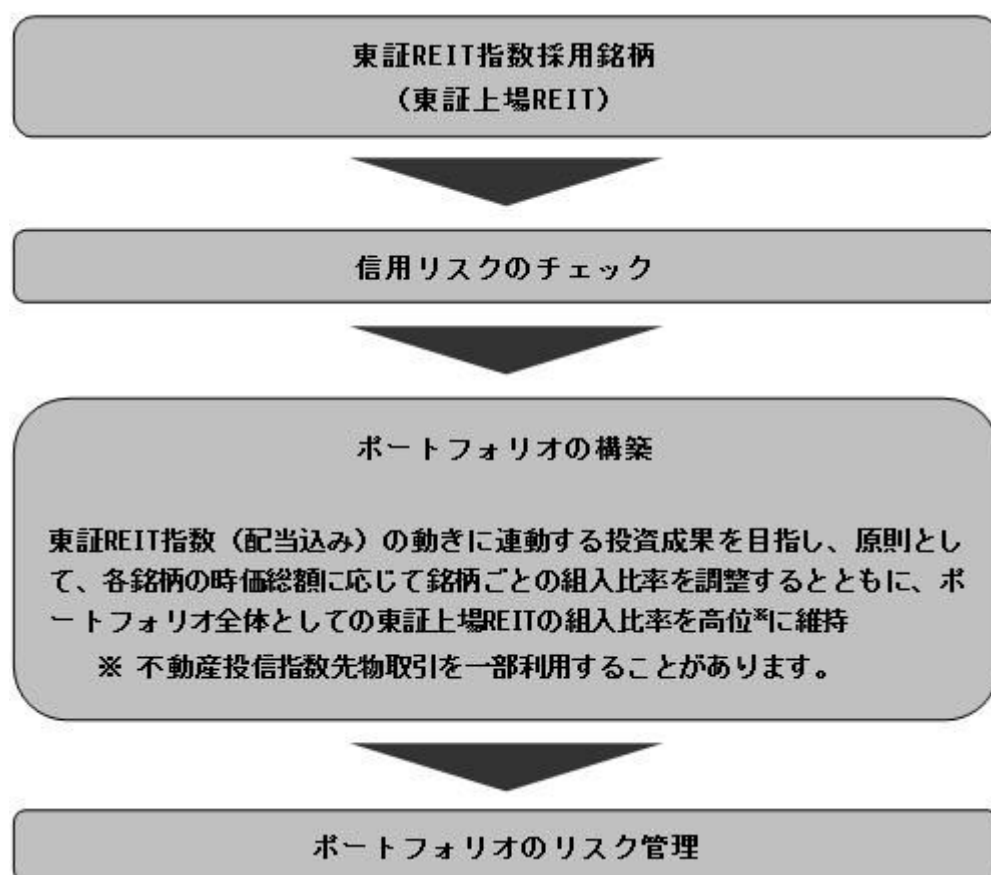 東証REIT指数採用銘柄
（東証上場REIT）
信用リスクのチェック
ポートフォリオの構築
東証REIT指数（配当込み）の動きに連動する投資成果を目指し、原則とし
て、各銘柄の時価総額に応じて銘柄ごとの組入比率を調整するとともに、ポ
ートフォリオ全体としての東証上場REITの組入比率を高位※に維持
※ 不動産投信指数先物取引を一部利用することがあります。
ポートフォリオのリスク管理